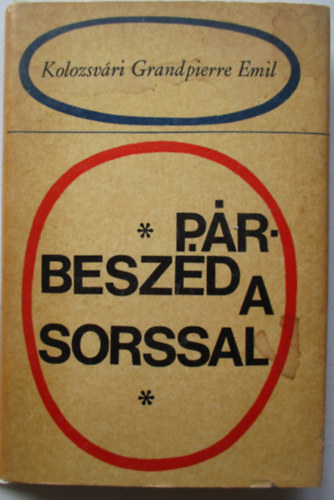 Kolozsvári Grandpierre Emil
* PÁR-
BESZÉD A
SORSSAL
*